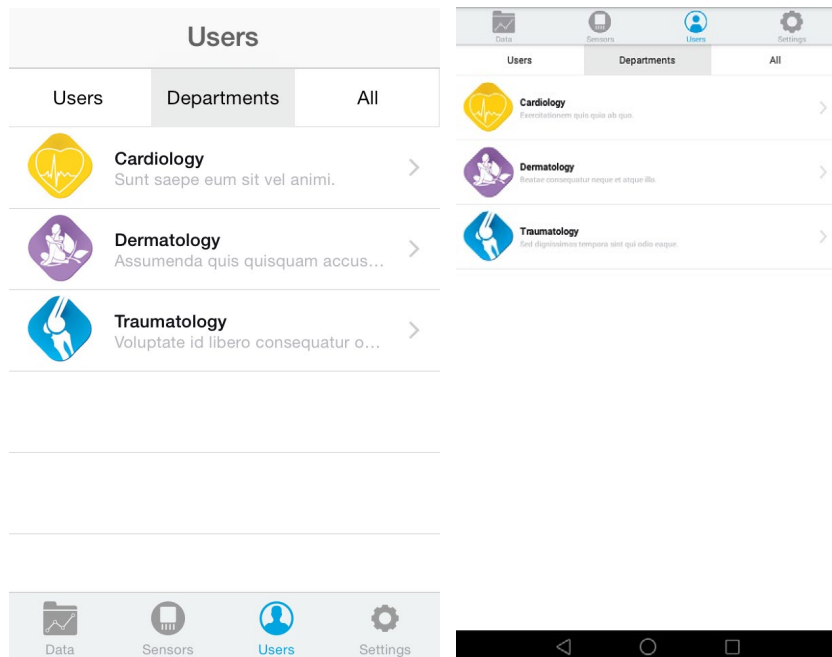 Users
Users Departments All
Cardiology
Sunt saepe eum sit vel animi.
Dermatology
Assumenda quis quisquam accus...
Traumatology
Voluptate id libero consequatur o...
Data Sensors Users Settings
Data Sensors Users Settings
Users Departments All
Cardiology
Exercitationem quis quia ab quo.
Dermatology
Beatae consequatur neque et atque illo.
Traumatology
Sed dignissimos tempora sint qui odio eaque.